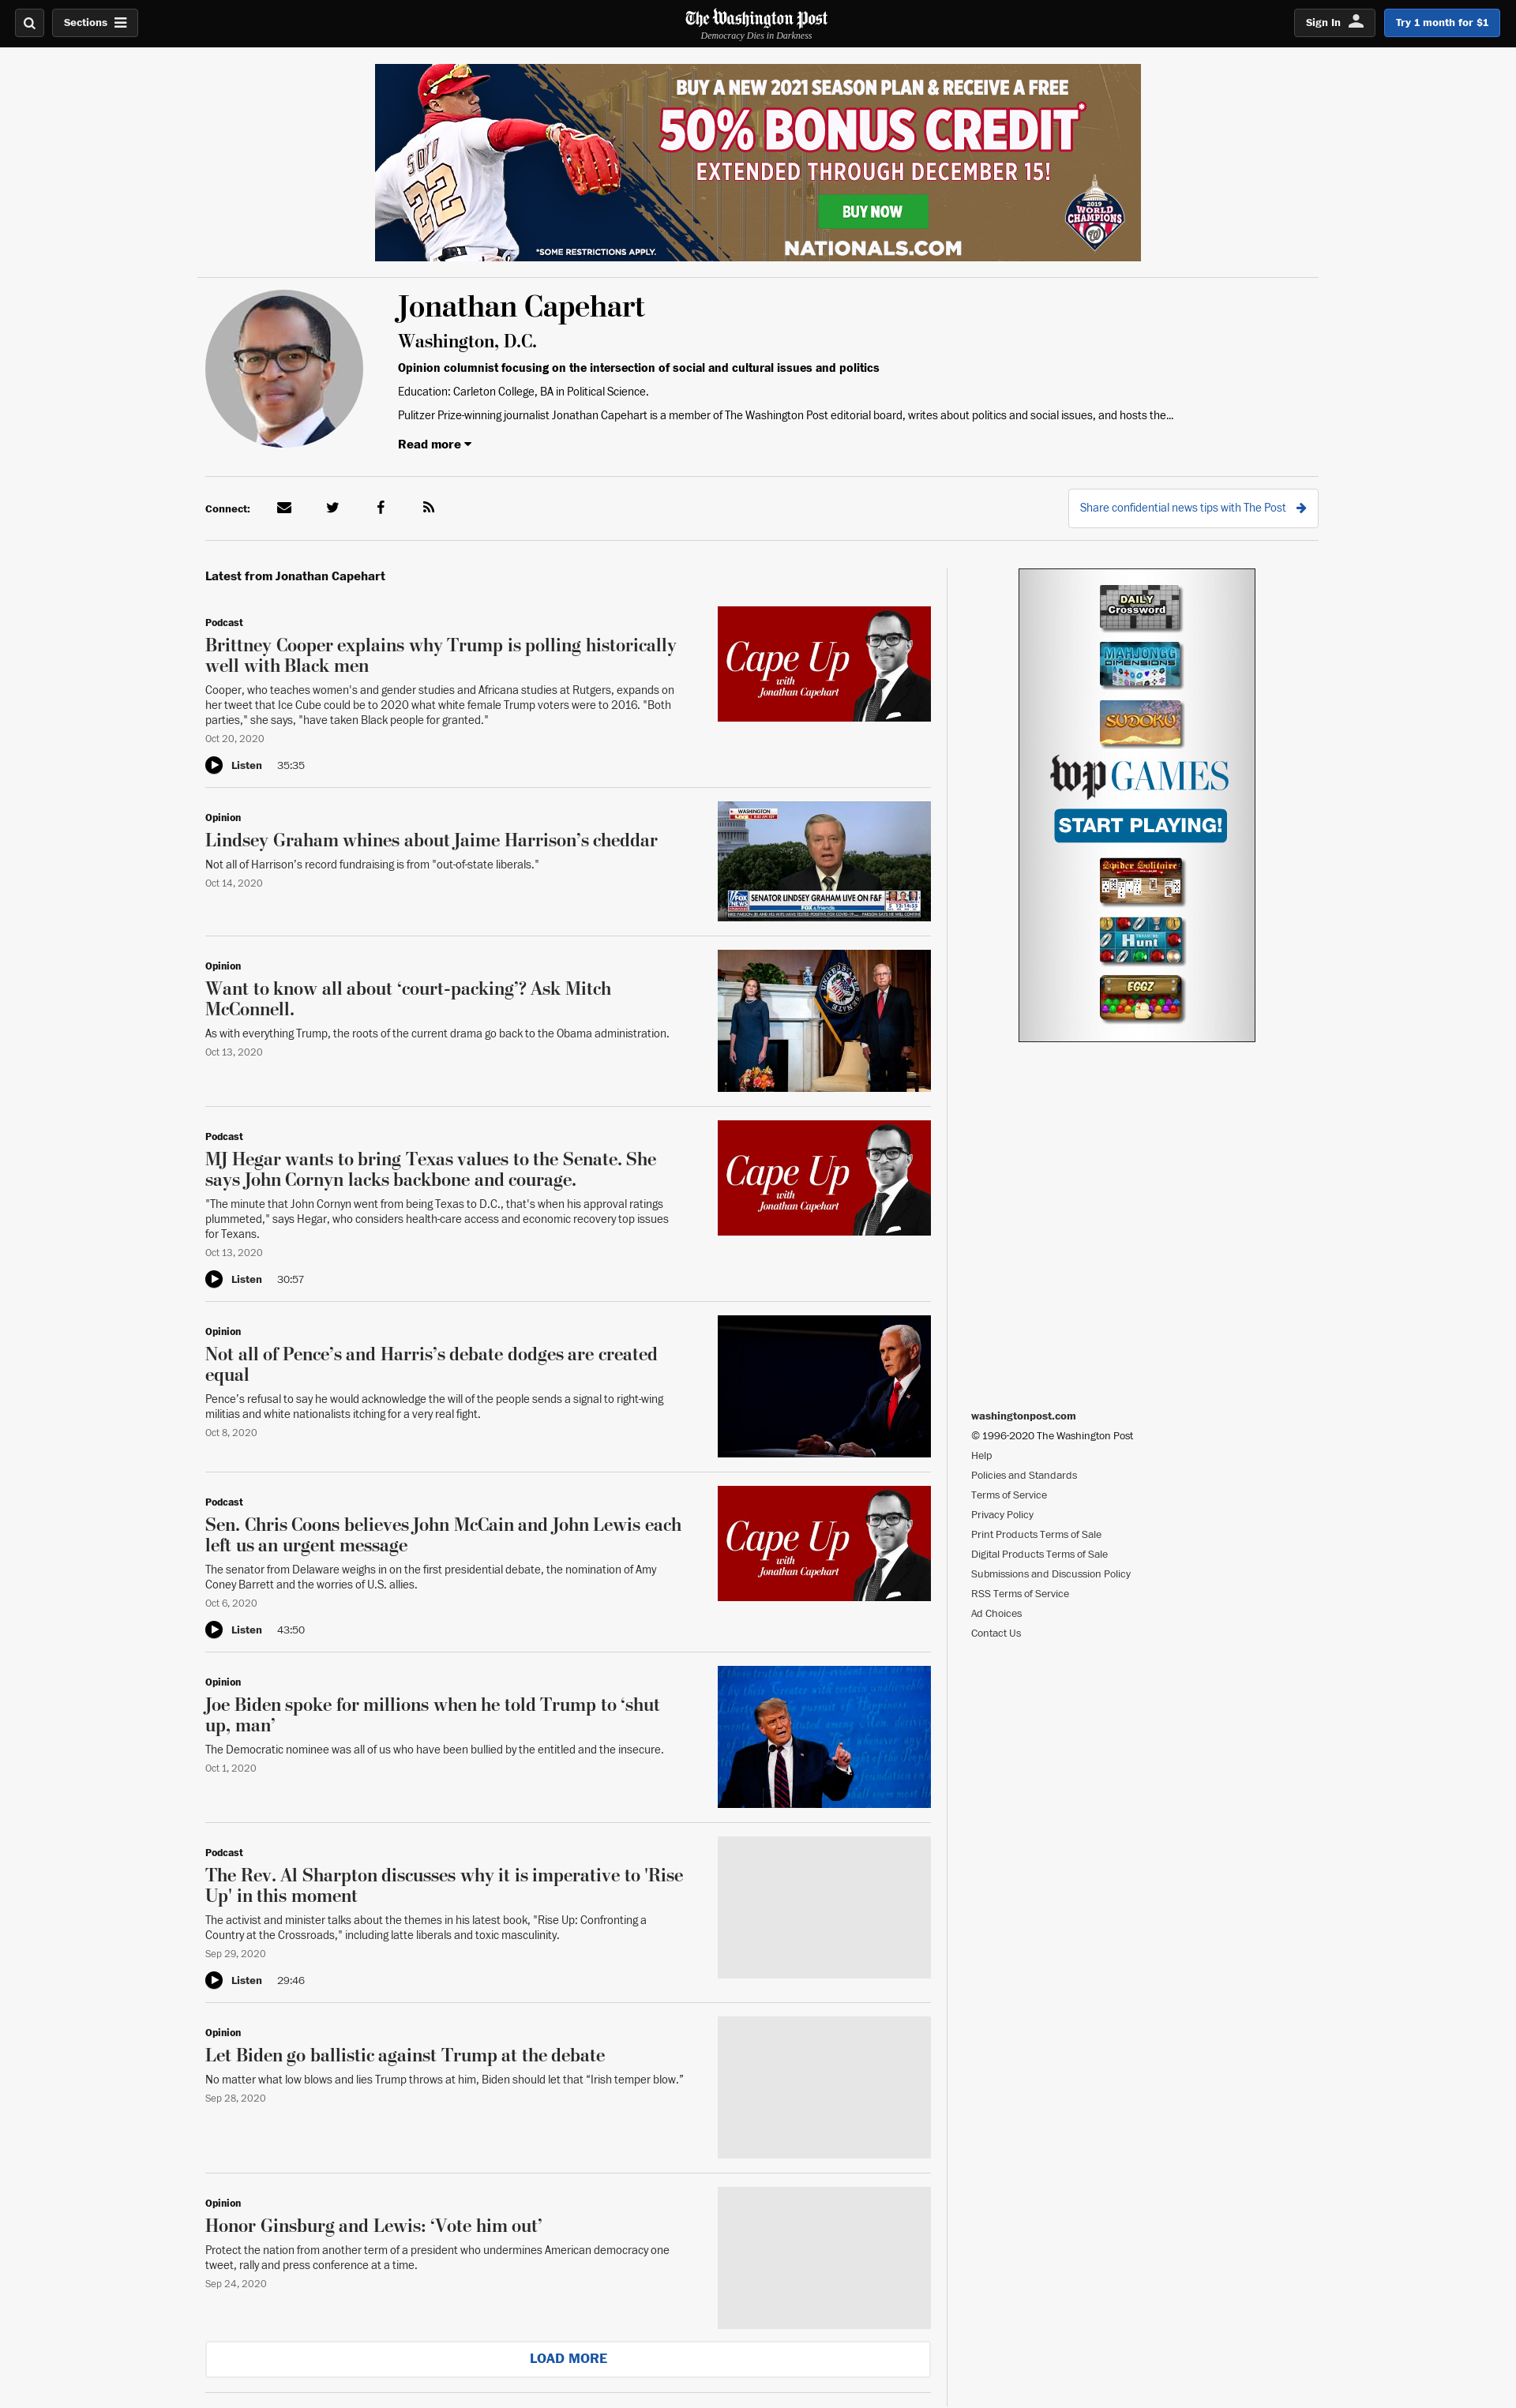 Sections
The Washington Post
Democracy Dies in Darkness
Sign In
Try 1 month for $1
BUY A NEW 2021 SEASON PLAN & RECEIVE A FREE
50% BONUS CREDIT*
EXTENDED THROUGH DECEMBER 15!
BUY NOW
*SOME RESTRICTIONS APPLY.
NATIONALS.COM
SOTO
22
2019
WORLD
CHAMPIONS
W
Jonathan Capehart
Washington, D.C.
Opinion columnist focusing on the intersection of social and cultural issues and politics
Education: Carleton College, BA in Political Science.
Pulitzer Prize-winning journalist Jonathan Capehart is a member of The Washington Post editorial board, writes about politics and social issues, and hosts the...
Read more
Connect:
Share confidential news tips with The Post
Latest from Jonathan Capehart
Podcast
Brittney Cooper explains why Trump is polling historically
well with Black men
Cooper, who teaches women's and gender studies and Africana studies at Rutgers, expands on
her tweet that Ice Cube could be to 2020 what white female Trump voters were to 2016. "Both
parties," she says, "have taken Black people for granted."
Oct 20, 2020
Listen 35:35
Cape Up
with
Jonathan Capehart
Opinion
Lindsey Graham whines about Jaime Harrison’s cheddar
Not all of Harrison’s record fundraising is from "out-of-state liberals."
Oct 14, 2020
WASHINGTON
FOX NEWS
SENATOR LINDSEY GRAHAM LIVE ON F&F
FOX & friends
Opinion
Want to know all about ‘court-packing’? Ask Mitch
McConnell.
As with everything Trump, the roots of the current drama go back to the Obama administration.
Oct 13, 2020
Podcast
MJ Hegar wants to bring Texas values to the Senate. She
says John Cornyn lacks backbone and courage.
"The minute that John Cornyn went from being Texas to D.C., that's when his approval ratings
plummeted," says Hegar, who considers health-care access and economic recovery top issues
for Texans.
Oct 13, 2020
Listen 30:57
Cape Up
with
Jonathan Capehart
Opinion
Not all of Pence’s and Harris’s debate dodges are created
equal
Pence’s refusal to say he would acknowledge the will of the people sends a signal to right-wing
militias and white nationalists itching for a very real fight.
Oct 8, 2020
Podcast
Sen. Chris Coons believes John McCain and John Lewis each
left us an urgent message
The senator from Delaware weighs in on the first presidential debate, the nomination of Amy
Coney Barrett and the worries of U.S. allies.
Oct 6, 2020
Listen 43:50
Cape Up
with
Jonathan Capehart
Opinion
Joe Biden spoke for millions when he told Trump to ‘shut
up, man’
The Democratic nominee was all of us who have been bullied by the entitled and the insecure.
Oct 1, 2020
Podcast
The Rev. Al Sharpton discusses why it is imperative to 'Rise
Up' in this moment
The activist and minister talks about the themes in his latest book, "Rise Up: Confronting a
Country at the Crossroads," including latte liberals and toxic masculinity.
Sep 29, 2020
Listen 29:46
Opinion
Let Biden go ballistic against Trump at the debate
No matter what low blows and lies Trump throws at him, Biden should let that “Irish temper blow.”
Sep 28, 2020
Opinion
Honor Ginsburg and Lewis: ‘Vote him out’
Protect the nation from another term of a president who undermines American democracy one
tweet, rally and press conference at a time.
Sep 24, 2020
LOAD MORE
DAILY
Crossword
MAHJONGG
DIMENSIONS
SUDOKU
wp GAMES
START PLAYING!
Spider Solitaire
TREASURE
Hunt
EGGZ
washingtonpost.com
© 1996-2020 The Washington Post
Help
Policies and Standards
Terms of Service
Privacy Policy
Print Products Terms of Sale
Digital Products Terms of Sale
Submissions and Discussion Policy
RSS Terms of Service
Ad Choices
Contact Us